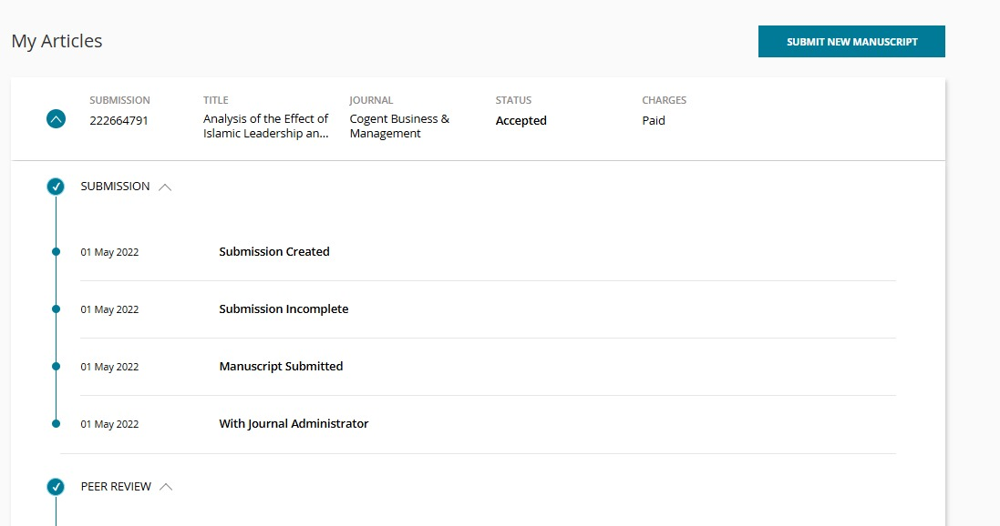 My Articles
SUBMIT NEW MANUSCRIPT
SUBMISSION
222664791
TITLE
Analysis of the Effect of
Islamic Leadership an...
JOURNAL
Cogent Business &
Management
STATUS
Accepted
CHARGES
Paid
SUBMISSION
01 May 2022 Submission Created
01 May 2022 Submission Incomplete
01 May 2022 Manuscript Submitted
01 May 2022 With Journal Administrator
PEER REVIEW